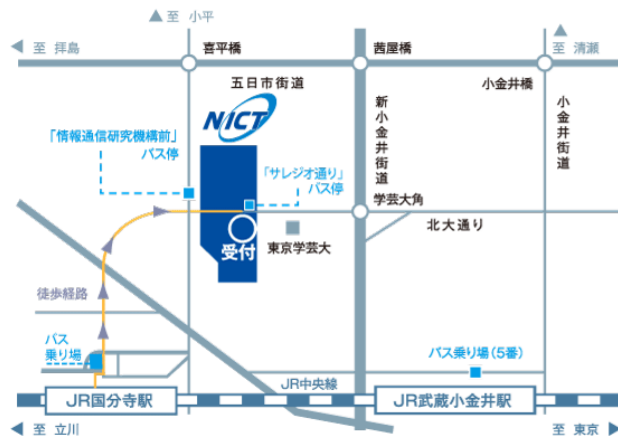 至 小平
至 拝島
喜平橋
茜屋橋
至 清瀬
五日市街道
小金井橋
NICT
新小金井街道
小金井街道
「情報通信研究機構前」
バス停
「サレジオ通り」
バス停
学芸大角
北大通り
受付
東京学芸大
徒歩経路
バス
乗り場
バス乗り場(5番)
JR中央線
JR国分寺駅
JR武蔵小金井駅
至 立川
至 東京